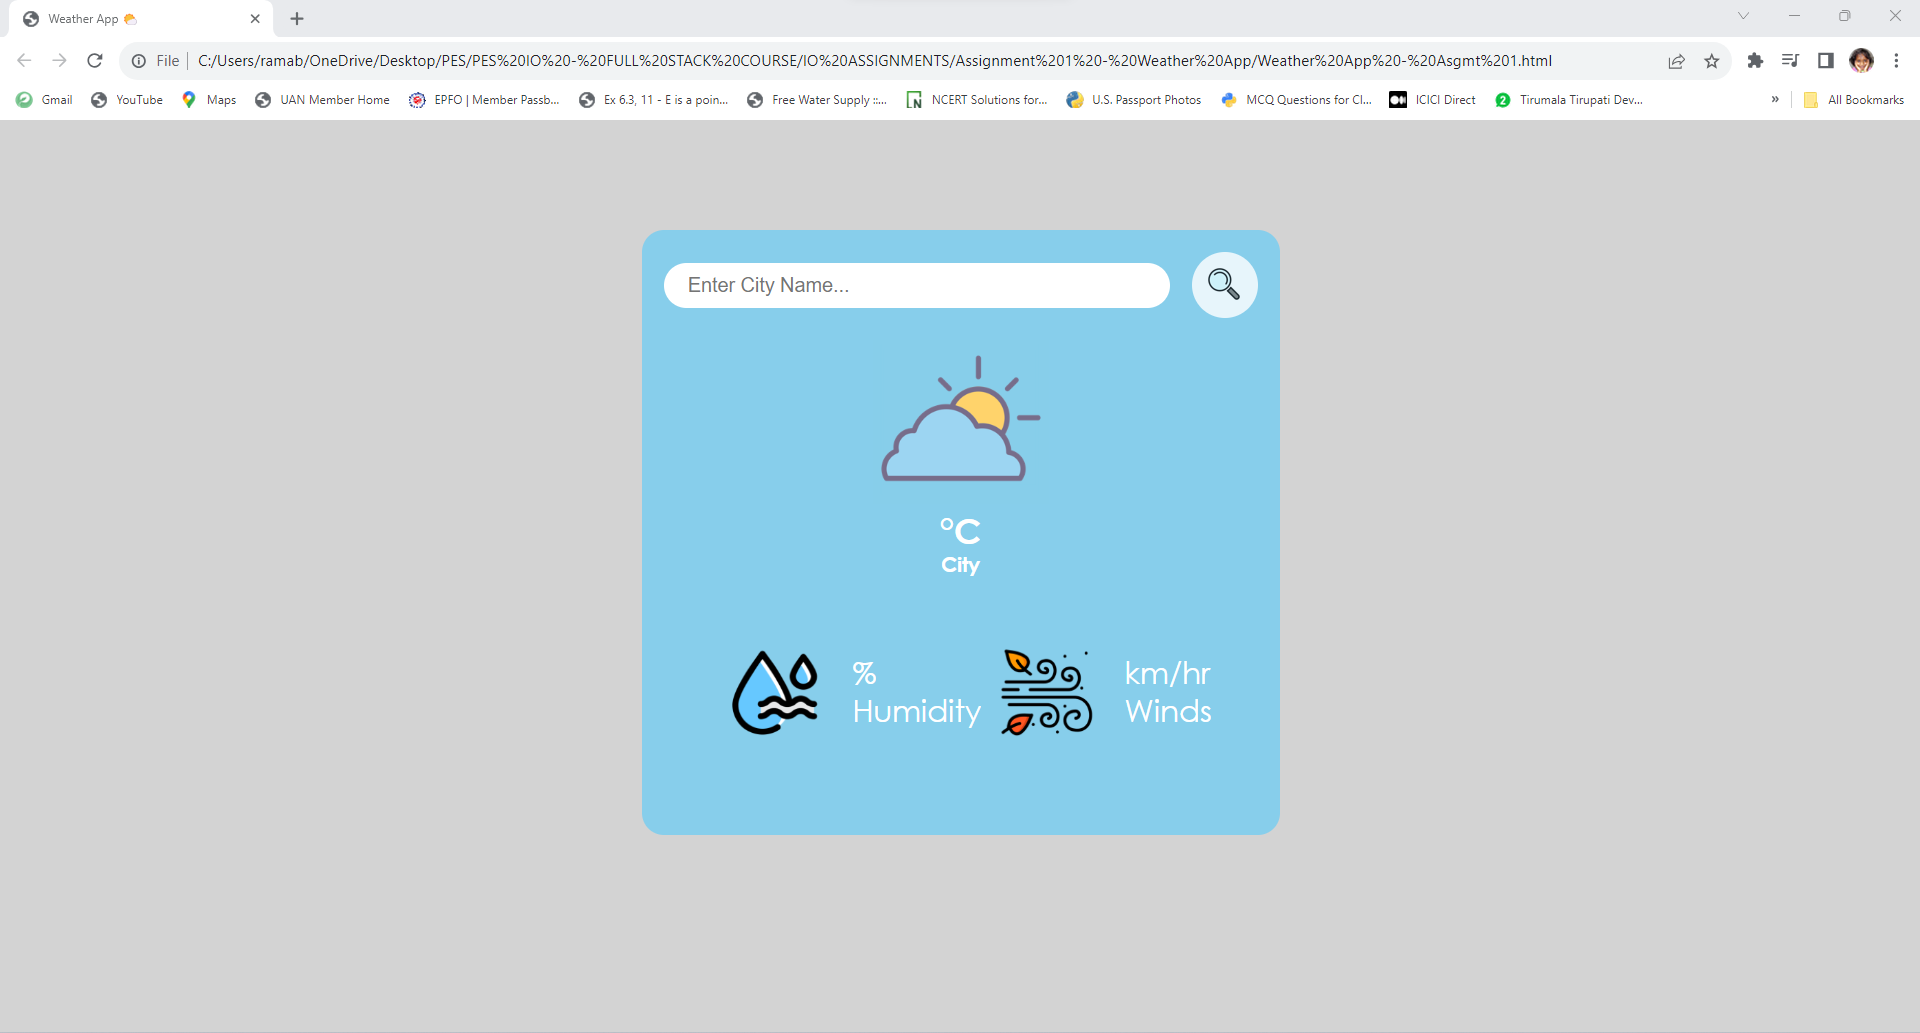 Weather App
File
C:/Users/ramab/OneDrive/Desktop/PES/PES%20IO%20-%20FULL%20STACK%20COURSE/IO%20ASSIGNMENTS/Assignment%201%20-%20Weather%20App/Weather%20App%20-%20Asgmt%201.html
Gmail
YouTube
Maps
UAN Member Home
EPFO | Member Passb...
Ex 6.3, 11 - E is a poin...
Free Water Supply ::...
NCERT Solutions for...
U.S. Passport Photos
MCQ Questions for Cl...
ICICI Direct
2
Tirumala Tirupati Dev...
»
All Bookmarks
Enter City Name...
°C
City
%
Humidity
km/hr
Winds